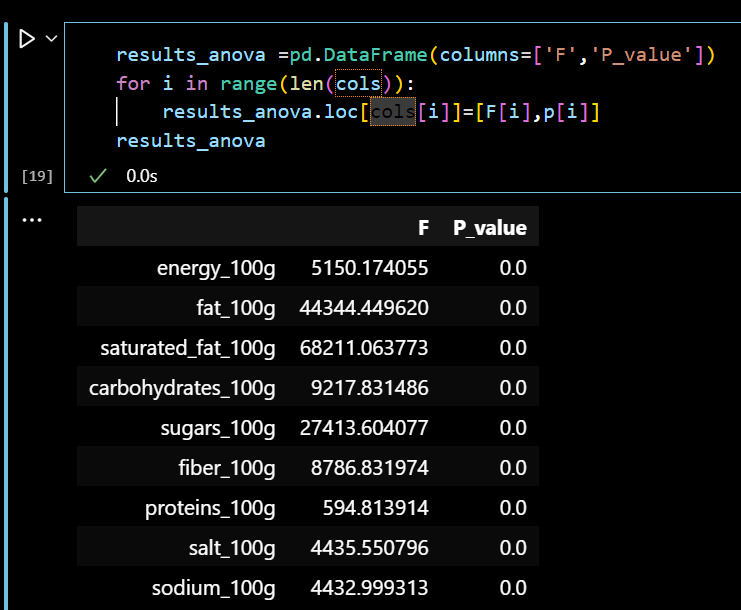 results_anova =pd.DataFrame(columns=['F','P_value'])
for i in range(len(cols)):
results_anova.loc[cols[i]]=[F[i],p[i]]
results_anova
[19] 0.0s
...
F P_value
energy_100g 5150.174055 0.0
fat_100g 44344.449620 0.0
saturated_fat_100g 68211.063773 0.0
carbohydrates_100g 9217.831486 0.0
sugars_100g 27413.604077 0.0
fiber_100g 8786.831974 0.0
proteins_100g 594.813914 0.0
salt_100g 4435.550796 0.0
sodium_100g 4432.999313 0.0